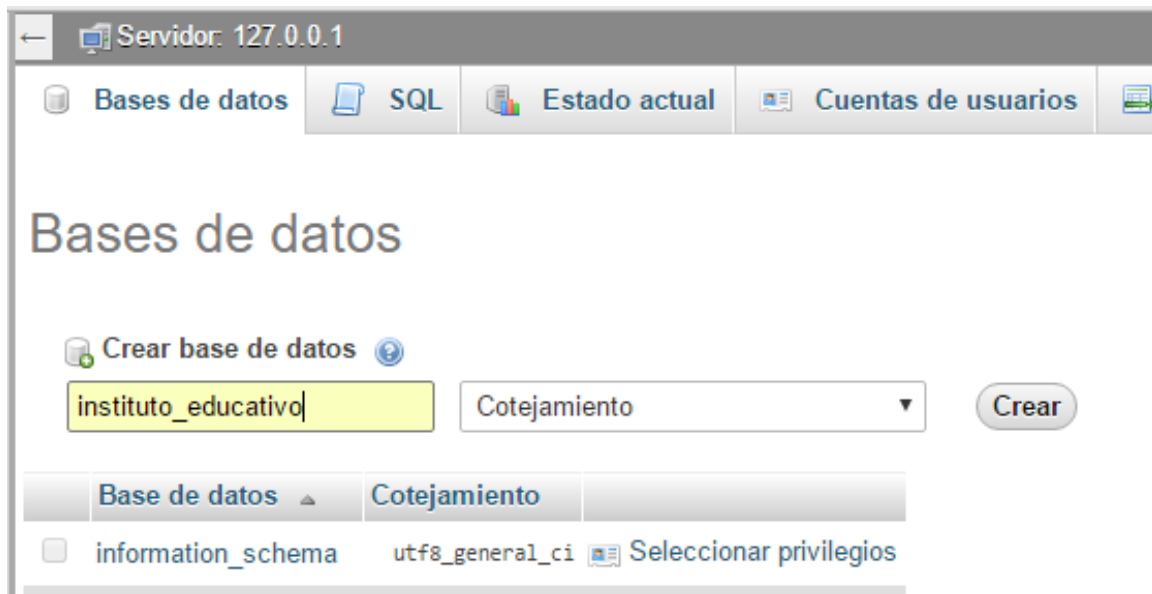 ← Servidor: 127.0.0.1
Bases de datos SQL Estado actual Cuentas de usuarios
Bases de datos
Crear base de datos
instituto_educativo Cotejamiento Crear
Base de datos Cotejamiento
information_schema utf8_general_ci Seleccionar privilegios